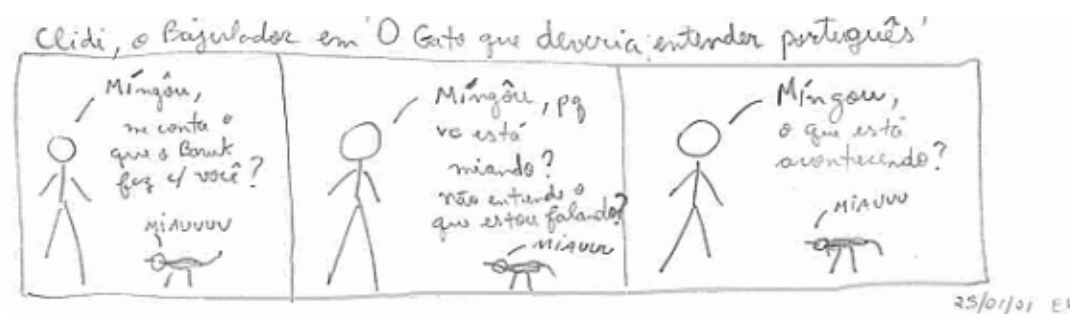 Clidi, o Bajulador em 'O Gato que deveria entender português'
Míngôu,
me conta o
que o Boruk
fez c/ você?
MIAUUUU
Míngôu, pq
vc está
miando?
não entende o
que estou falando?
MIAUUU
Míngou,
o que está
acontecendo?
MIAUUU
25/01/01